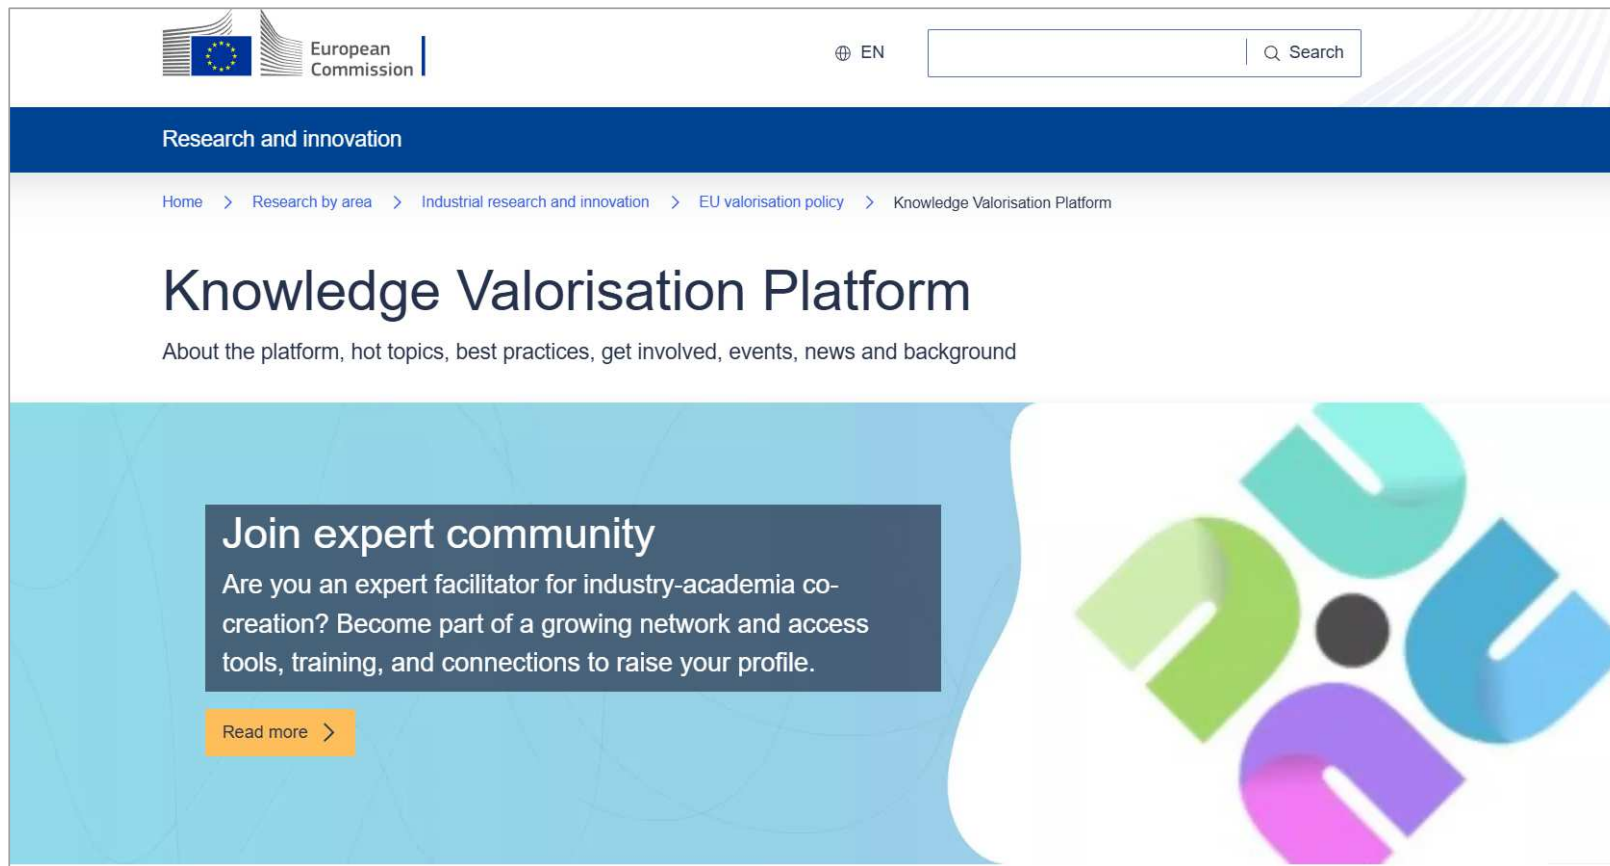 European
Commission
EN
Search
Research and innovation
Home > Research by area > Industrial research and innovation > EU valorisation policy > Knowledge Valorisation Platform
Knowledge Valorisation Platform
About the platform, hot topics, best practices, get involved, events, news and background
Join expert community
Are you an expert facilitator for industry-academia co-
creation? Become part of a growing network and access
tools, training, and connections to raise your profile.
Read more >